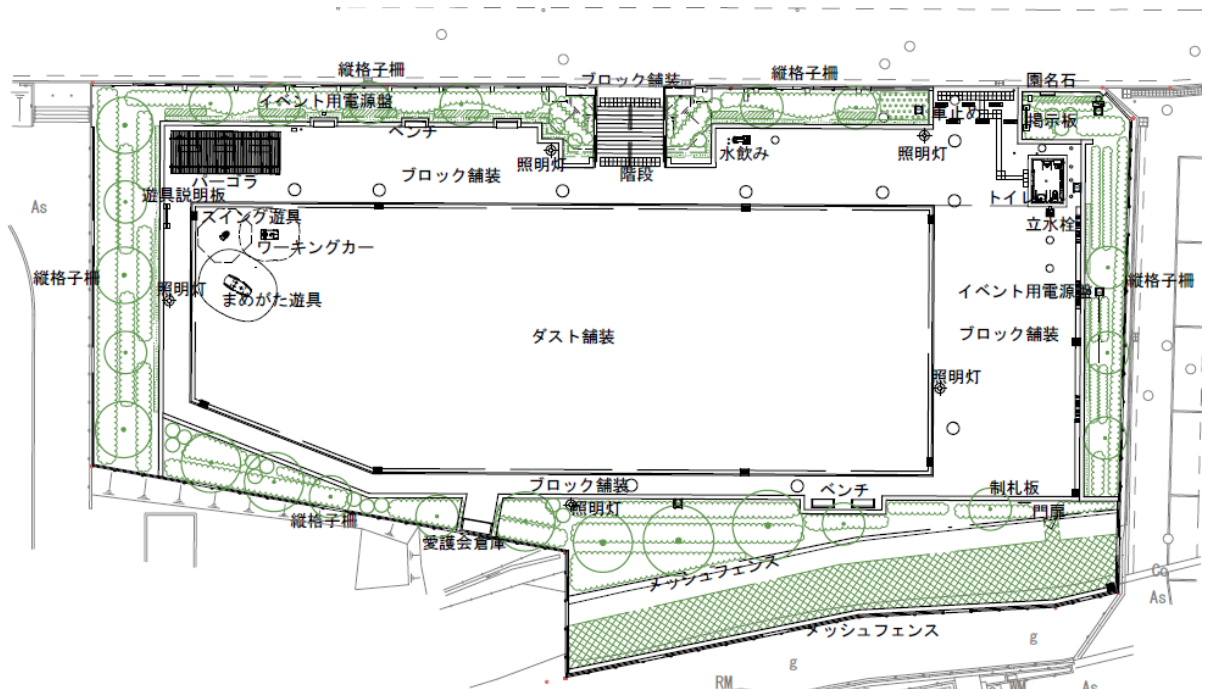 縦格子柵
ブロック舗装
縦格子柵
園名石
イベント用電源盤
車止め
掲示板
ベンチ
水飲み
照明灯
照明灯
パーゴラ
ブロック舗装
階段
トイレ
遊具説明板
As
スイング遊具
立水栓
ワーキングカー
縦格子柵
照明灯
まめがた遊具
イベント用電源盤
縦格子柵
ダスト舗装
ブロック舗装
照明灯
ブロック舗装
ベンチ
制札板
照明灯
門扉
縦格子柵
愛護会倉庫
メッシュフェンス
Co
As
メッシュフェンス
g
g
RM
WM
As